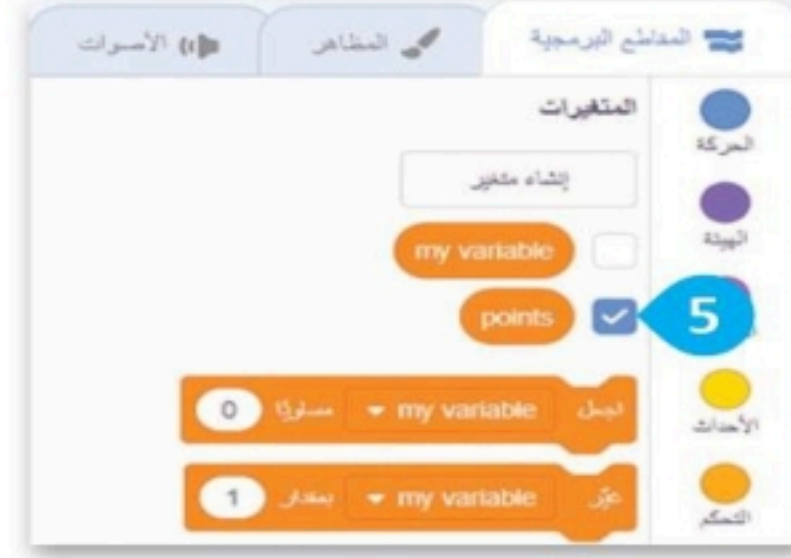 المقاطع البرمجية المظاهر الأصوات
الحركة
الهيئة
الأحداث
التحكم
المتغيرات
إنشاء متغير
my variable
points
5
اجعل my variable مساويًا 0
غيّر my variable بمقدار 1